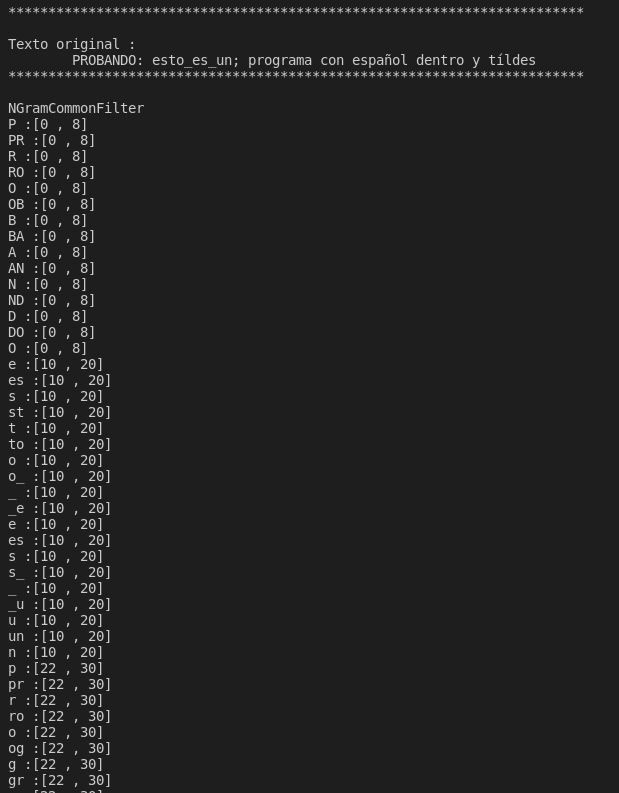 ************************************************************************
Texto original :
PROBANDO: esto_es_un; programa con español dentro y tíldes
************************************************************************
NGramCommonFilter
P :[0 , 8]
PR :[0 , 8]
R :[0 , 8]
RO :[0 , 8]
O :[0 , 8]
OB :[0 , 8]
B :[0 , 8]
BA :[0 , 8]
A :[0 , 8]
AN :[0 , 8]
N :[0 , 8]
ND :[0 , 8]
D :[0 , 8]
DO :[0 , 8]
O :[0 , 8]
e :[10 , 20]
es :[10 , 20]
s :[10 , 20]
st :[10 , 20]
t :[10 , 20]
to :[10 , 20]
o :[10 , 20]
o_ :[10 , 20]
_ :[10 , 20]
_e :[10 , 20]
e :[10 , 20]
es :[10 , 20]
s :[10 , 20]
s_ :[10 , 20]
_ :[10 , 20]
_u :[10 , 20]
u :[10 , 20]
un :[10 , 20]
n :[10 , 20]
p :[22 , 30]
pr :[22 , 30]
r :[22 , 30]
ro :[22 , 30]
o :[22 , 30]
og :[22 , 30]
g :[22 , 30]
gr :[22 , 30]